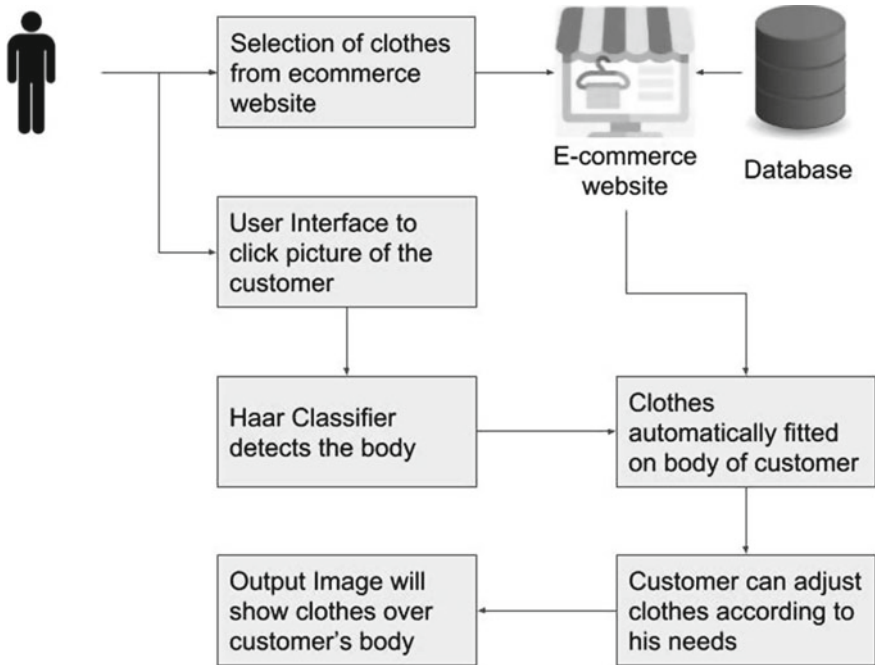 Selection of clothes
from ecommerce
website
E-commerce
website
Database
User Interface to
click picture of the
customer
Haar Classifier
detects the body
Clothes
automatically fitted
on body of customer
Output Image will
show clothes over
customer's body
Customer can adjust
clothes according to
his needs